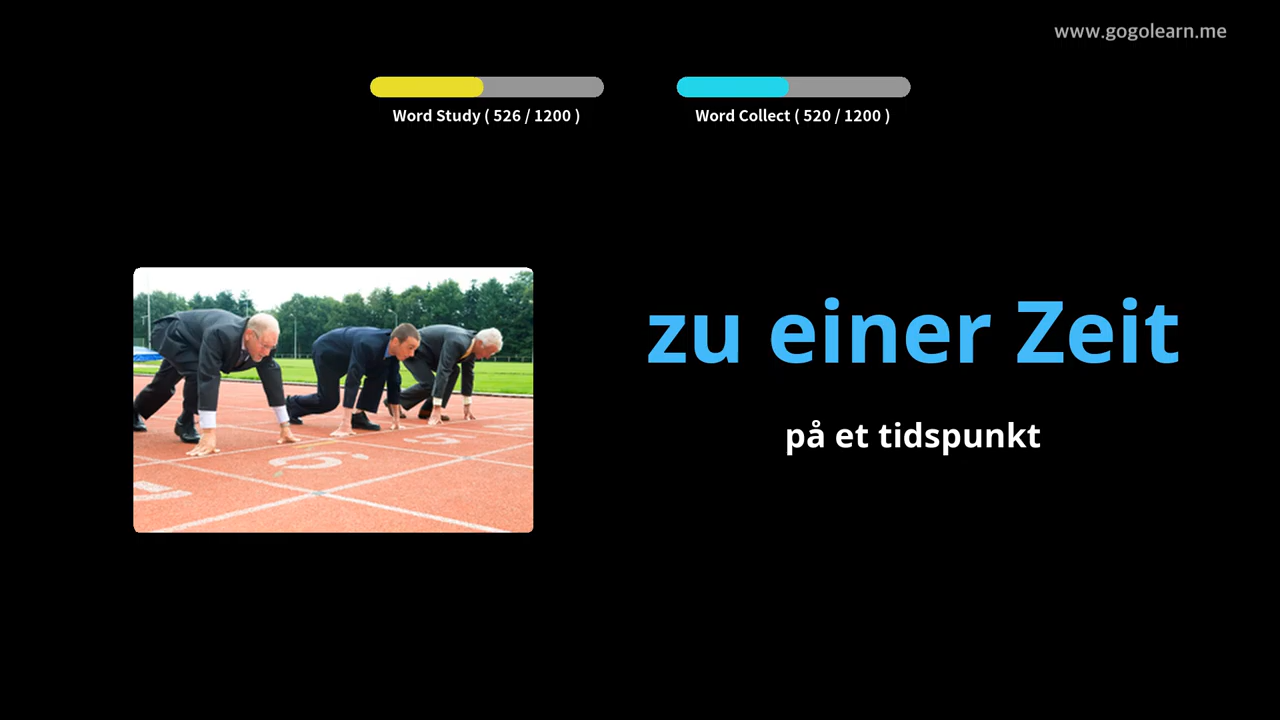 www.gogolearn.me
Word Study ( 526 / 1200 )
Word Collect ( 520 / 1200 )
zu einer Zeit
på et tidspunkt